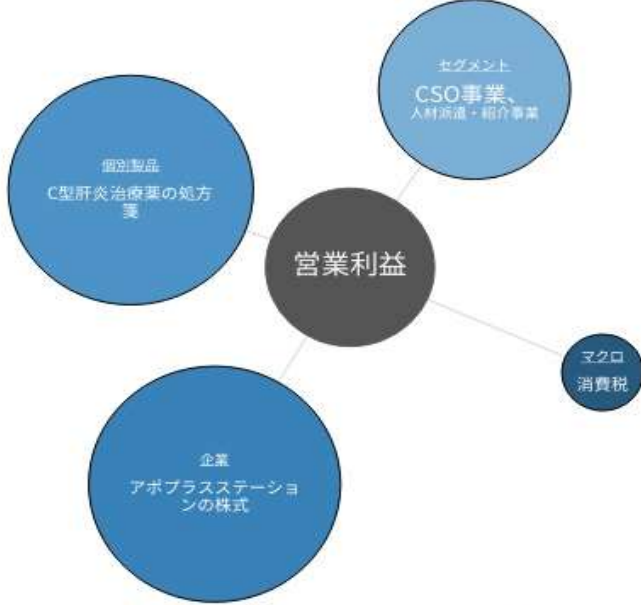 セグメント
CSO事業、
人材派遣・紹介事業
個別製品
C型肝炎治療薬の処方
箋
営業利益
マクロ
消費税
企業
アポプラスステーショ
ンの株式